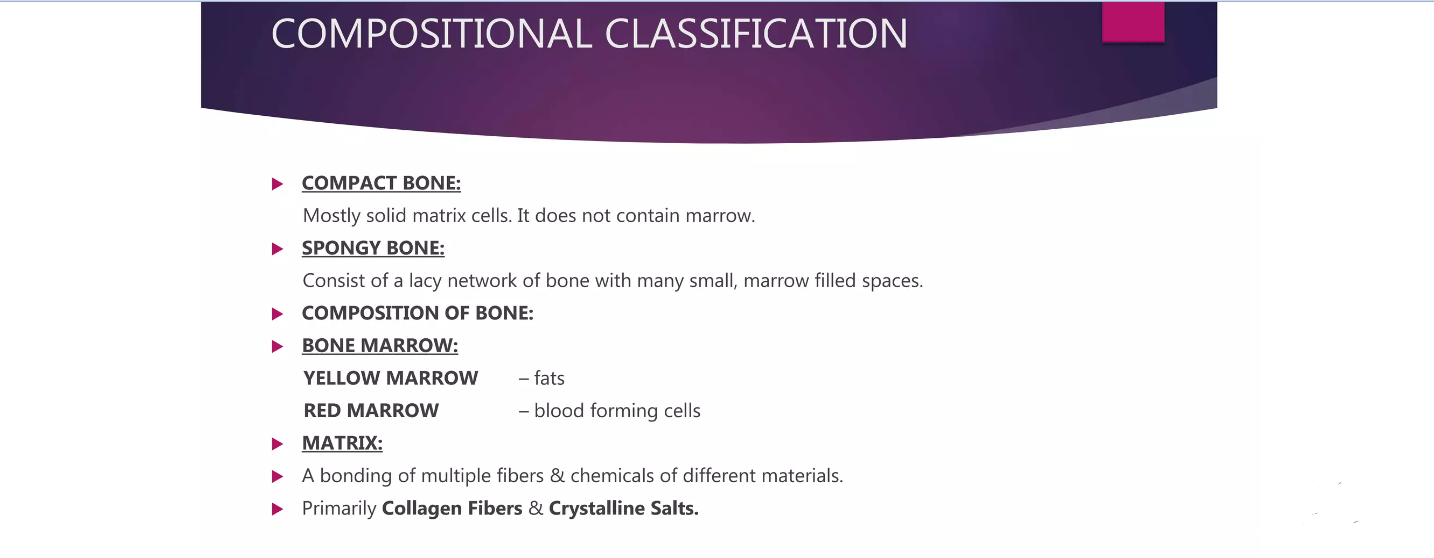 COMPOSITIONAL CLASSIFICATION
COMPACT BONE:
Mostly solid matrix cells. It does not contain marrow.
SPONGY BONE:
Consist of a lacy network of bone with many small, marrow filled spaces.
COMPOSITION OF BONE:
BONE MARROW:
YELLOW MARROW – fats
RED MARROW – blood forming cells
MATRIX:
A bonding of multiple fibers & chemicals of different materials.
Primarily Collagen Fibers & Crystalline Salts.